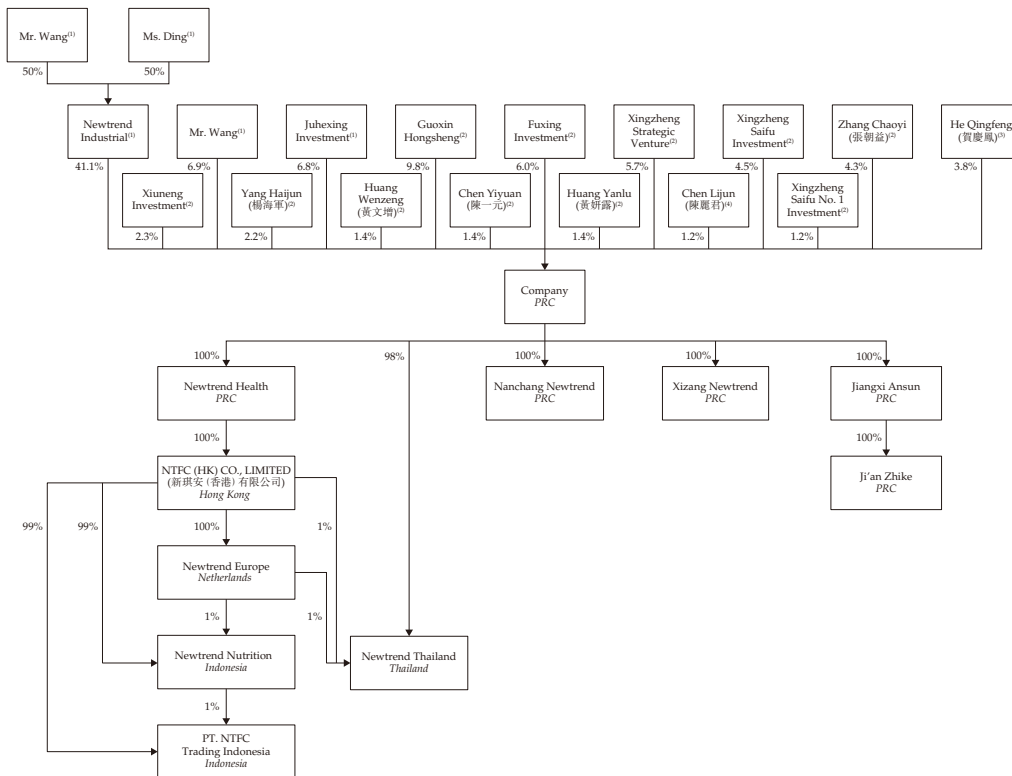 Mr. Wang(1)
Ms. Ding(1)
50%
50%
Newtrend
Industrial(1)
Mr. Wang(1)
Juhexing
Investment(1)
Guoxin
Hongsheng(2)
Fuxing
Investment(2)
Xingzheng
Strategic
Venture(2)
Xingzheng
Saifu
Investment(2)
Zhang Chaoyi
(張朝益)(2)
He Qingfeng
(賀慶鳳)(3)
41.1%
6.9%
6.8%
9.8%
6.0%
5.7%
4.5%
4.3%
3.8%
Xiuneng
Investment(2)
Yang Haijun
(楊海軍)(2)
Huang
Wenzeng
(黃文增)(2)
Chen Yiyuan
(陳一元)(2)
Huang Yanlu
(黃妍露)(2)
Chen Lijun
(陳麗君)(4)
Xingzheng
Saifu No. 1
Investment(2)
2.3%
2.2%
1.4%
1.4%
1.4%
1.2%
1.2%
Company
PRC
100%
98%
100%
100%
100%
Newtrend Health
PRC
Nanchang Newtrend
PRC
Xizang Newtrend
PRC
Jiangxi Ansun
PRC
100%
100%
NTFC (HK) CO., LIMITED
(新琪安(香港)有限公司)
Hong Kong
Ji'an Zhike
PRC
99%
99%
100%
1%
Newtrend Europe
Netherlands
1%
1%
Newtrend Nutrition
Indonesia
Newtrend Thailand
Thailand
1%
PT. NTFC
Trading Indonesia
Indonesia